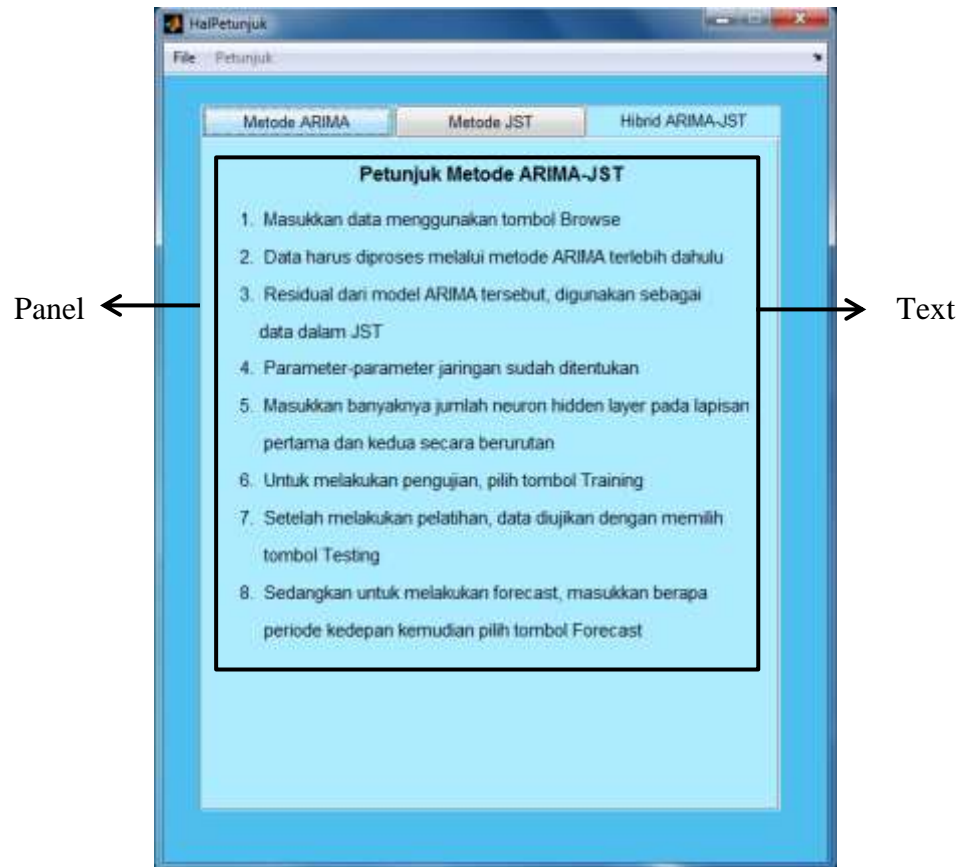 HalPetunjuk
File Petunjuk
Metode ARIMA Metode JST Hibrid ARIMA-JST
Petunjuk Metode ARIMA-JST
1. Masukkan data menggunakan tombol Browse
2. Data harus diproses melalui metode ARIMA terlebih dahulu
3. Residual dari model ARIMA tersebut, digunakan sebagai
data dalam JST
4. Parameter-parameter jaringan sudah ditentukan
5. Masukkan banyaknya jumlah neuron hidden layer pada lapisan
pertama dan kedua secara berurutan
6. Untuk melakukan pengujian, pilih tombol Training
7. Setelah melakukan pelatihan, data diujikan dengan memilih
tombol Testing
8. Sedangkan untuk melakukan forecast, masukkan berapa
periode kedepan kemudian pilih tombol Forecast
Panel
Text